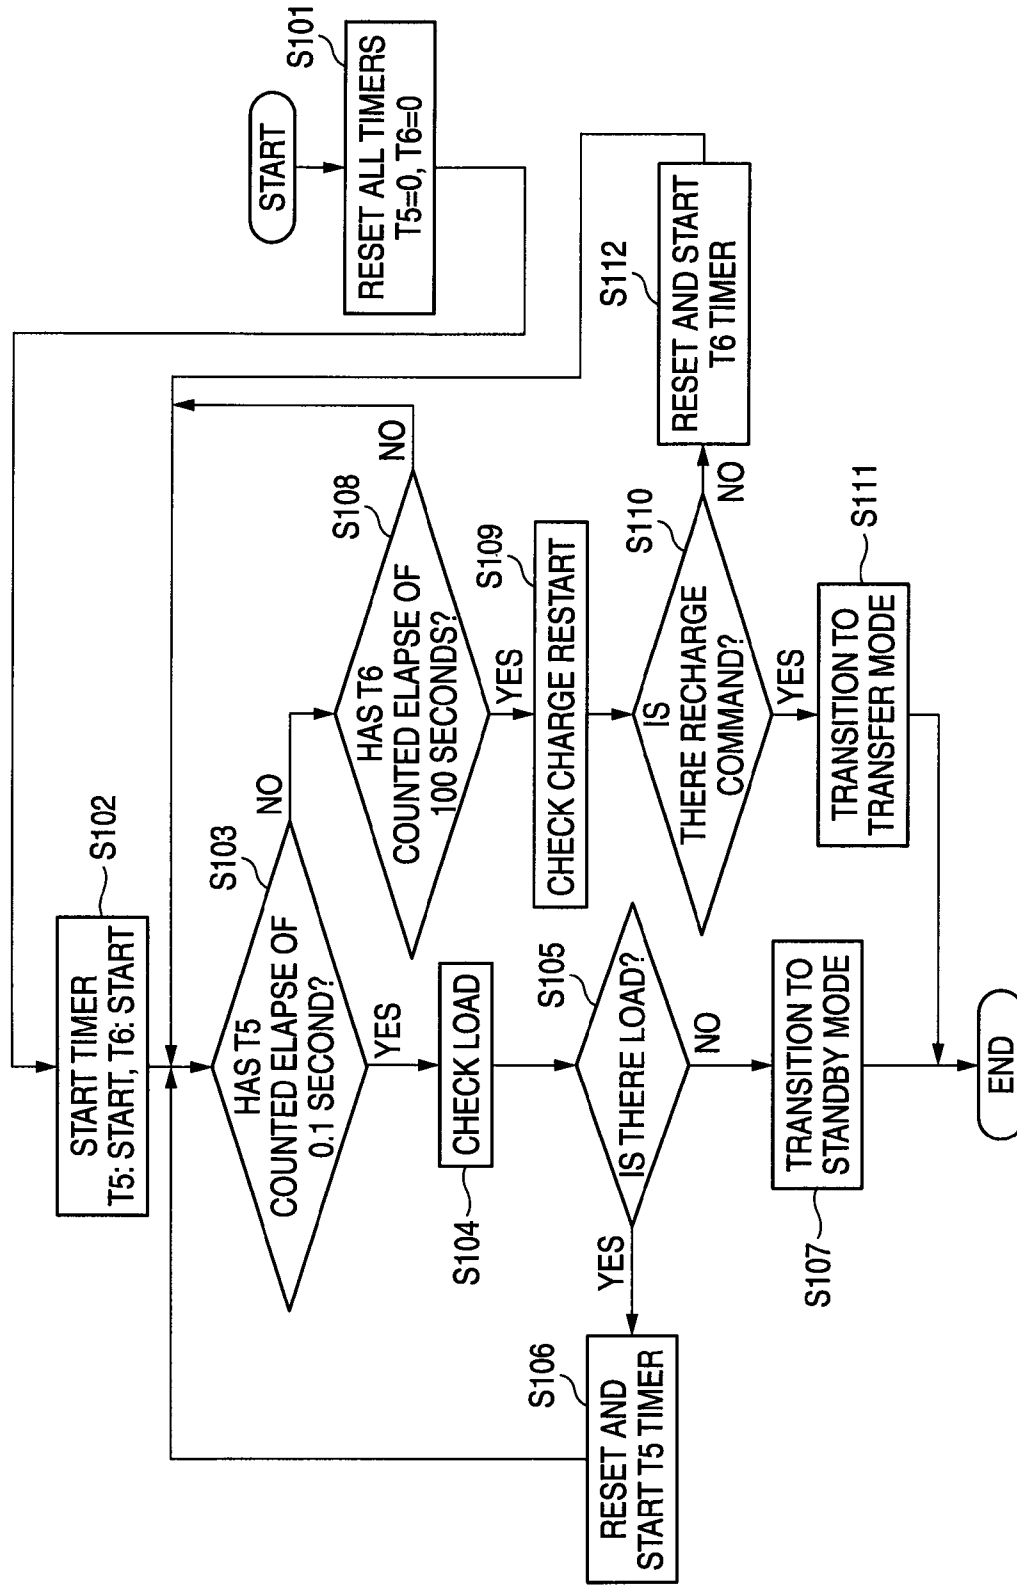 START
S101
RESET ALL TIMERS
T5=0, T6=0
S102
START TIMER
T5: START, T6: START
S103
HAS T5
COUNTED ELAPSE OF
0.1 SECOND?
NO
YES
S104
CHECK LOAD
S105
IS THERE LOAD?
YES
NO
S106
RESET AND
START T5 TIMER
S107
TRANSITION TO
STANDBY MODE
S108
HAS T6
COUNTED ELAPSE OF
100 SECONDS?
NO
YES
S109
CHECK CHARGE RESTART
S110
IS
THERE RECHARGE
COMMAND?
NO
YES
S111
TRANSITION TO
TRANSFER MODE
S112
RESET AND START
T6 TIMER
END